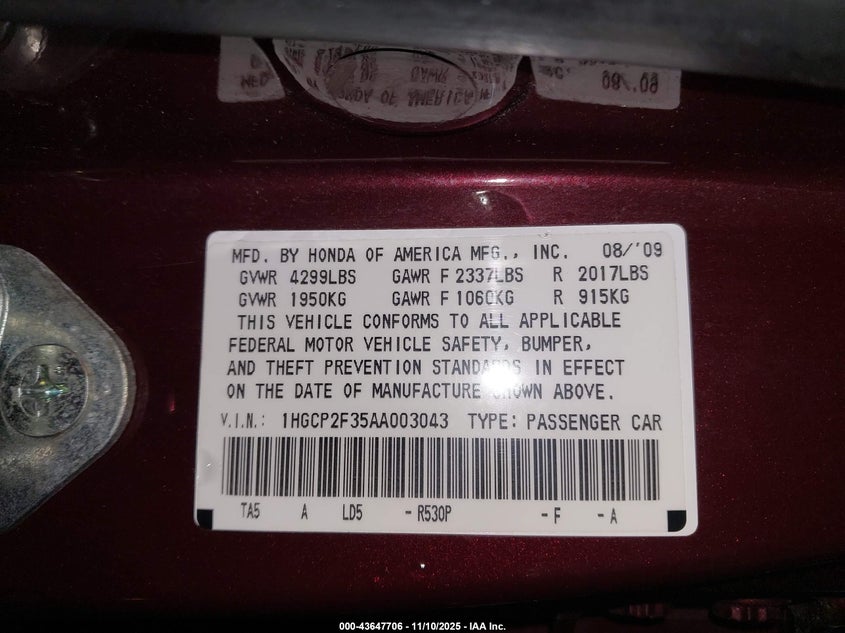 08/.09
MFD. BY HONDA OF AMERICA MFG., INC. 08/'09
GVWR 4299LBS GAWR F 2337LBS R 2017LBS
GVWR 1950KG GAWR F 1060KG R 915KG
THIS VEHICLE CONFORMS TO ALL APPLICABLE
FEDERAL MOTOR VEHICLE SAFETY, BUMPER,
AND THEFT PREVENTION STANDARDS IN EFFECT
ON THE DATE OF MANUFACTURE SHOWN ABOVE.
V.I.N.: 1HGCP2F35AA003043 TYPE: PASSENGER CAR
TA5 A LD5 - R530P - F - A
000-43647706 - 11/10/2025 - IAA Inc.